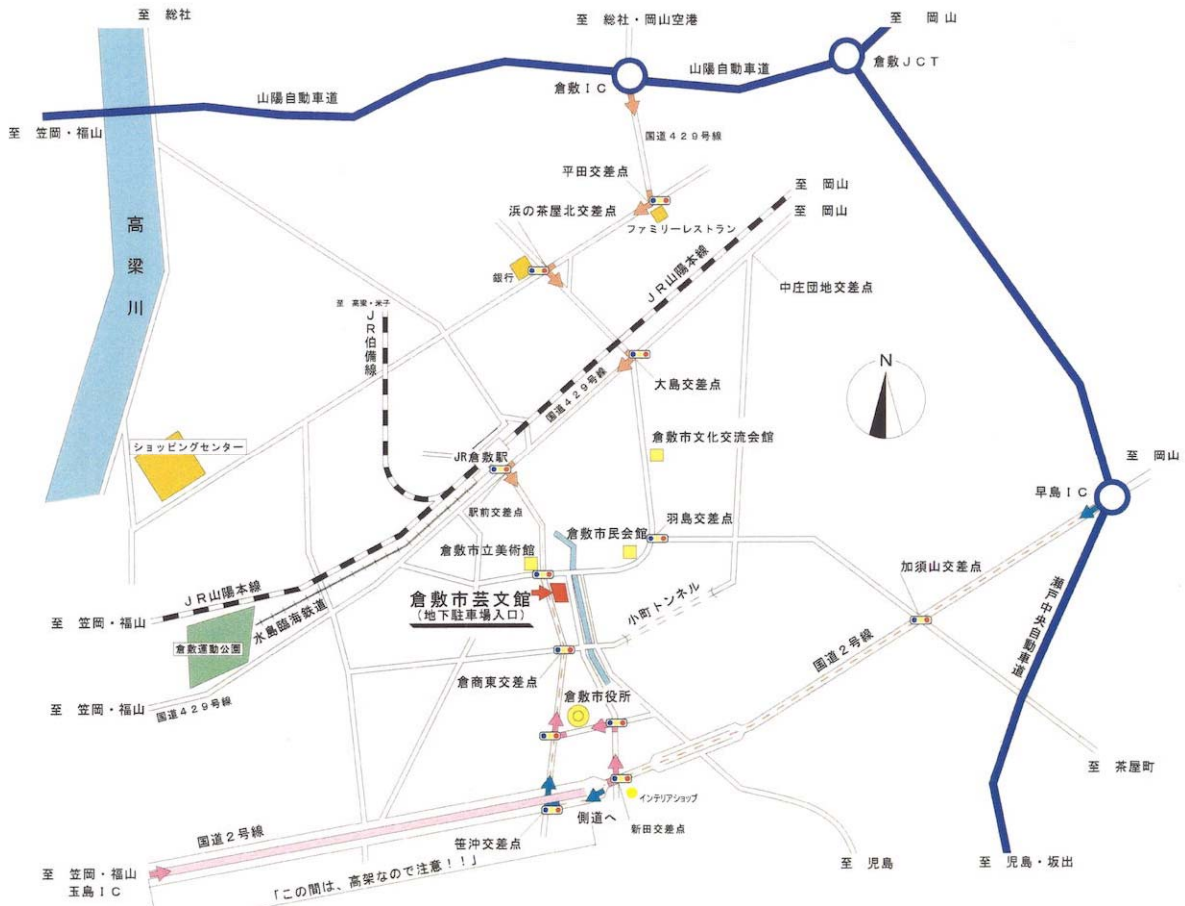 至 総社
至 総社・岡山空港
至 岡山
倉敷JCT
山陽自動車道
倉敷IC
山陽自動車道
至 笠岡・福山
国道429号線
平田交差点
至 岡山
浜の茶屋北交差点
至 岡山
ファミリーレストラン
高梁川
銀行
JR山陽本線
中庄団地交差点
至 高梁・米子
JR伯備線
大島交差点
国道429号線
N
倉敷市文化交流会館
ショッピングセンター
JR倉敷駅
至 岡山
早島IC
駅前交差点
羽島交差点
倉敷市民会館
倉敷市立美術館
加須山交差点
JR山陽本線
倉敷市芸文館
(地下駐車場入口)
小町トンネル
水島臨海鉄道
至 笠岡・福山
倉敷運動公園
国道2号線
瀬戸中央自動車道
倉商東交差点
倉敷市役所
至 笠岡・福山
国道429号線
至 茶屋町
インテリアショップ
側道へ
新田交差点
国道2号線
笹沖交差点
至 児島
至 児島・坂出
至 笠岡・福山
玉島IC
「この間は、高架なので注意!!」